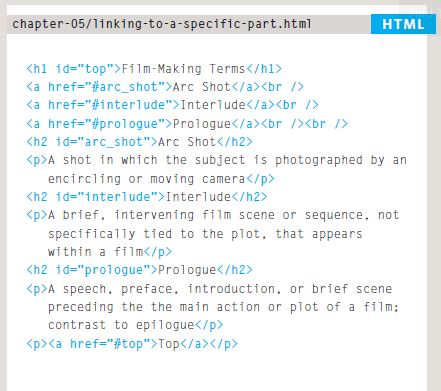 chapter-05/linking-to-a-specific-part.html HTML
<h1 id="top">Film-Making Terms</h1>
<a href="#arc_shot">Arc Shot</a><br />
<a href="#interlude">Interlude</a><br />
<a href="#prologue">Prologue</a><br /><br />
<h2 id="arc_shot">Arc Shot</h2>
<p>A shot in which the subject is photographed by an
encircling or moving camera</p>
<h2 id="interlude">Interlude</h2>
<p>A brief, intervening film scene or sequence, not
specifically tied to the plot, that appears
within a film</p>
<h2 id="prologue">Prologue</h2>
<p>A speech, preface, introduction, or brief scene
preceding the the main action or plot of a film;
contrast to epilogue</p>
<p><a href="#top">Top</a></p>